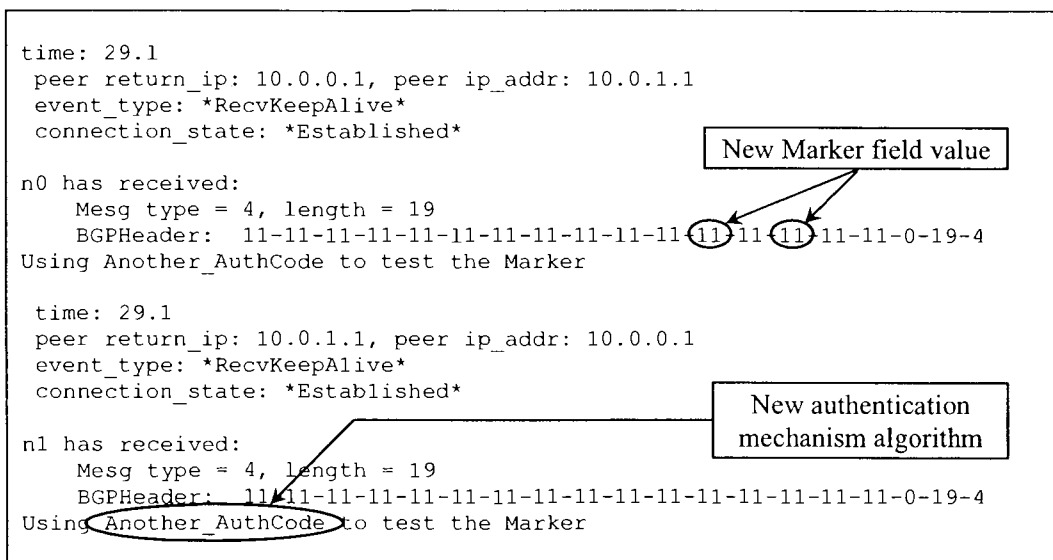 time: 29.1
peer return_ip: 10.0.0.1, peer ip_addr: 10.0.1.1
event_type: *RecvKeepAlive*
connection_state: *Established*
New Marker field value
n0 has received:
Mesg type = 4, length = 19
BGPHeader: 11-11-11-11-11-11-11-11-11-11-11-11-11-11-11-11-0-19-4
Using Another_AuthCode to test the Marker
time: 29.1
peer return_ip: 10.0.1.1, peer ip_addr: 10.0.0.1
event_type: *RecvKeepAlive*
connection_state: *Established*
New authentication
mechanism algorithm
n1 has received:
Mesg type = 4, length = 19
BGPHeader: 11-11-11-11-11-11-11-11-11-11-11-11-11-11-11-11-0-19-4
Using Another_AuthCode to test the Marker